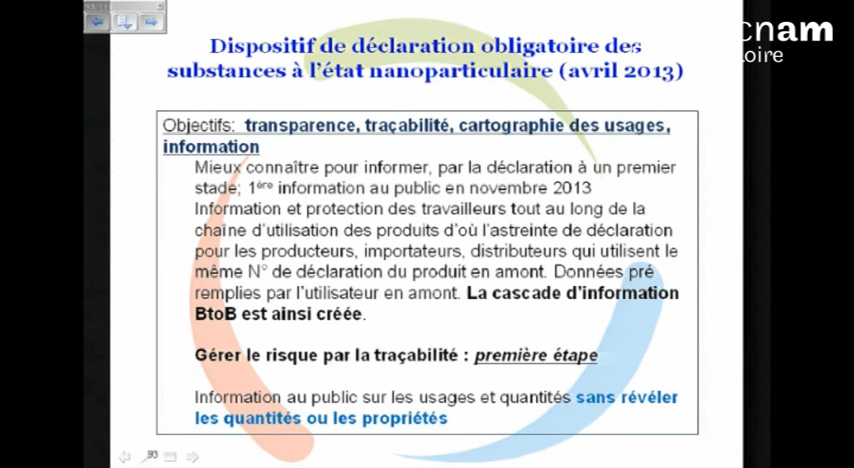 cnam
Loire
Dispositif de déclaration obligatoire des
substances à l'état nanoparticulaire (avril 2013)
Objectifs: transparence, traçabilité, cartographie des usages,
information
Mieux connaître pour informer, par la déclaration à un premier
stade; 1ère information au public en novembre 2013
Information et protection des travailleurs tout au long de la
chaîne d'utilisation des produits d'où l'astreinte de déclaration
pour les producteurs, importateurs, distributeurs qui utilisent le
même N° de déclaration du produit en amont. Données pré
remplies par l'utilisateur en amont. La cascade d'information
BtoB est ainsi créée.
Gérer le risque par la traçabilité : première étape
Information au public sur les usages et quantités sans révéler
les quantités ou les propriétés
93